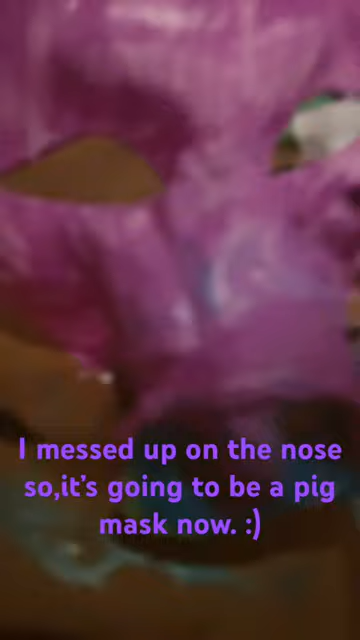 I messed up on the nose
so,it's going to be a pig
mask now. :)